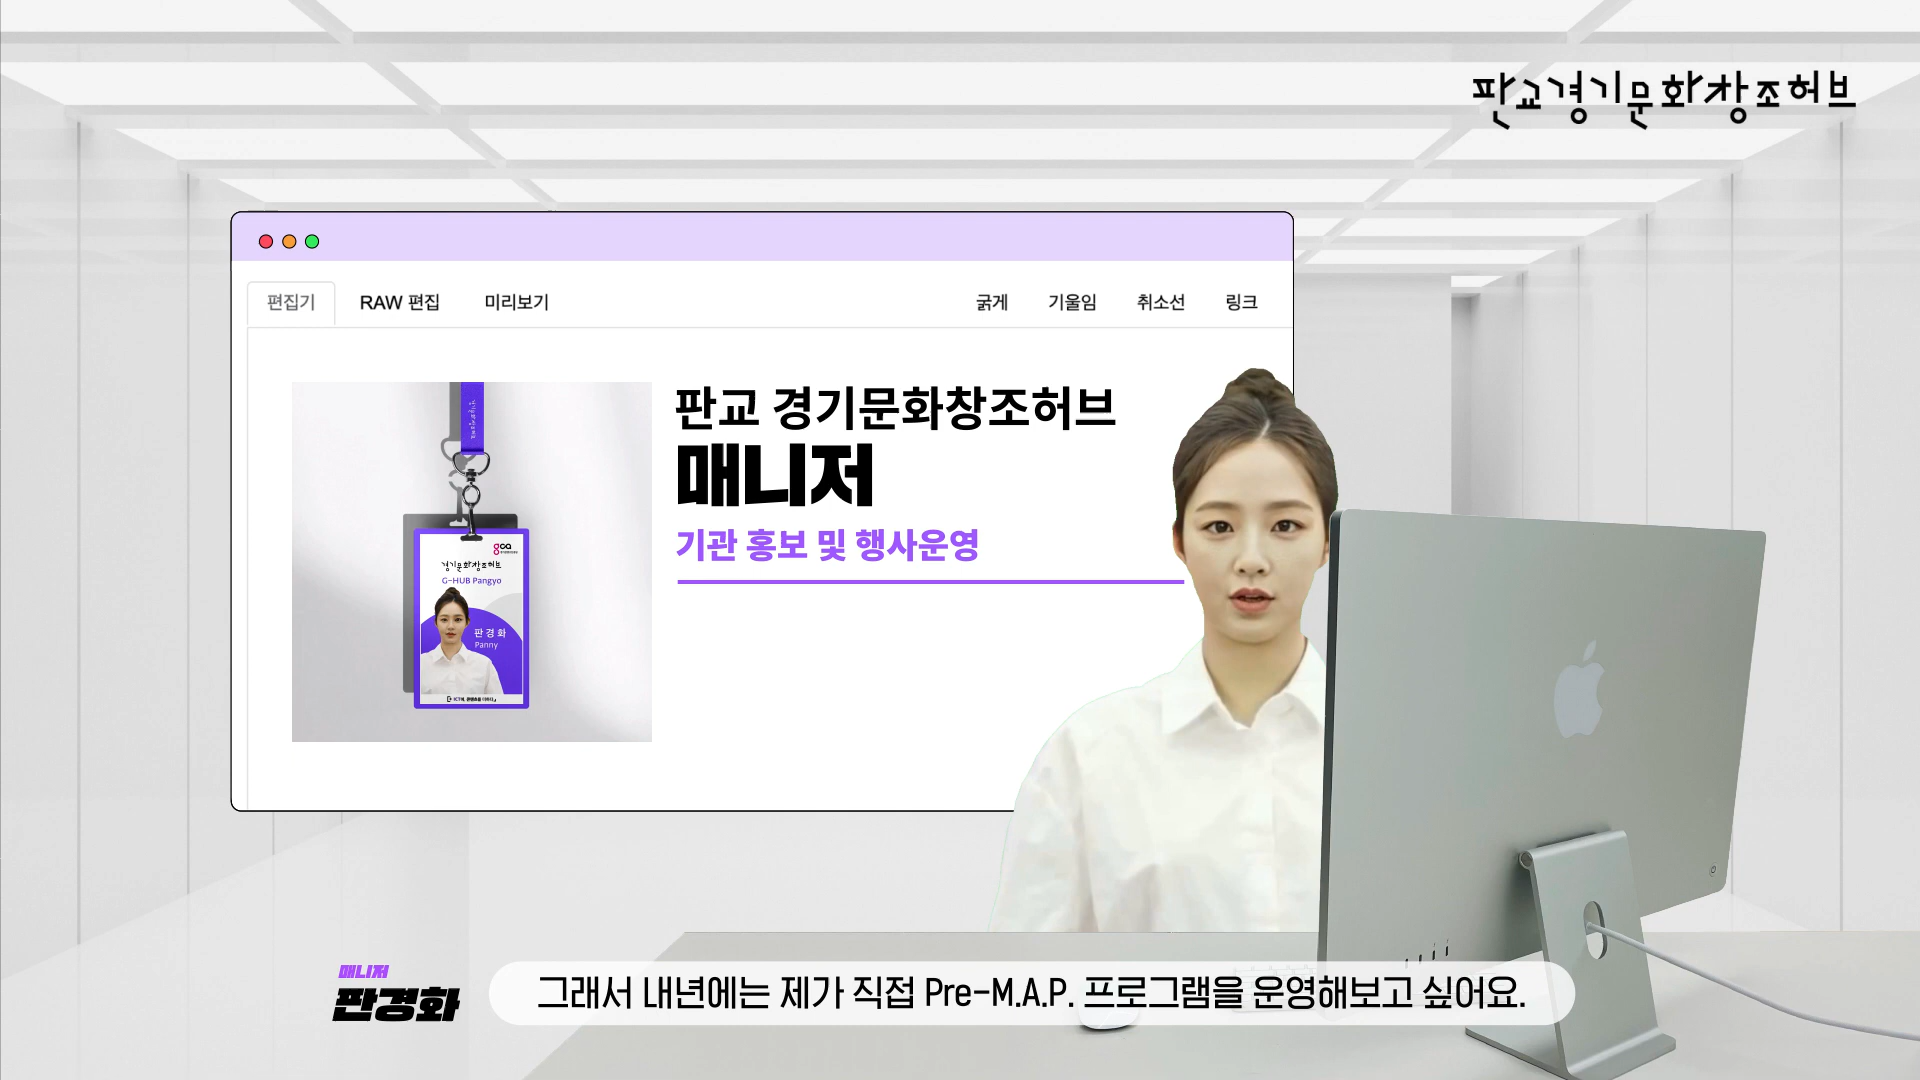 판교경기문화창조허브
편집기 RAW 편집 미리보기 굵게 기울임 취소선 링크
판교 경기문화창조허브
매니저
기관 홍보 및 행사운영
gca
경기문화창조허브
G-HUB Pangyo
판경화
Panny
매니저
판경화
그래서 내년에는 제가 직접 Pre-M.A.P. 프로그램을 운영해보고 싶어요.